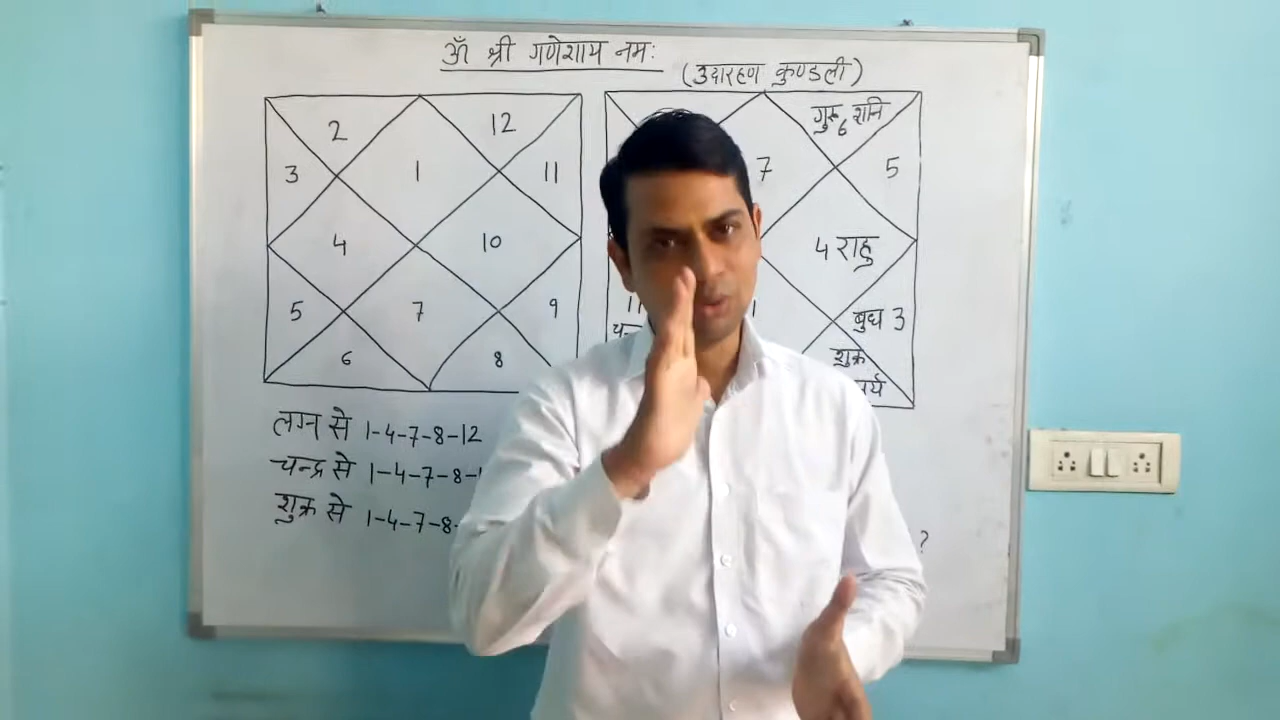 ॐ श्री गणेशाय नमः
(उदारहण कुण्डली)
2
12
3
1
11
4
10
5
7
9
6
8
गुरू 6 शनि
7
5
4 राहु
बुध 3
शुक्र
लग्न से 1-4-7-8-12
चन्द्र से 1-4-7-8-
शुक्र से 1-4-7-8-
?